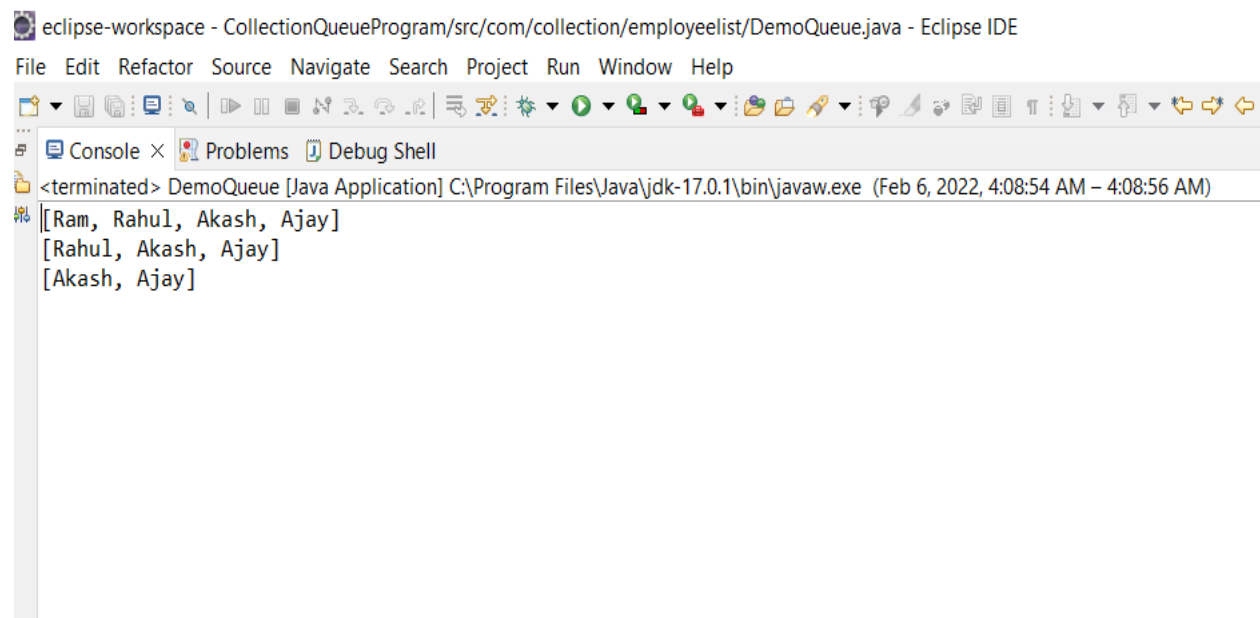 eclipse-workspace - CollectionQueueProgram/src/com/collection/employeelist/DemoQueue.java - Eclipse IDE
File Edit Refactor Source Navigate Search Project Run Window Help
Console Problems Debug Shell
<terminated> DemoQueue [Java Application] C:\Program Files\Java\jdk-17.0.1\bin\javaw.exe (Feb 6, 2022, 4:08:54 AM – 4:08:56 AM)
[Ram, Rahul, Akash, Ajay]
[Rahul, Akash, Ajay]
[Akash, Ajay]